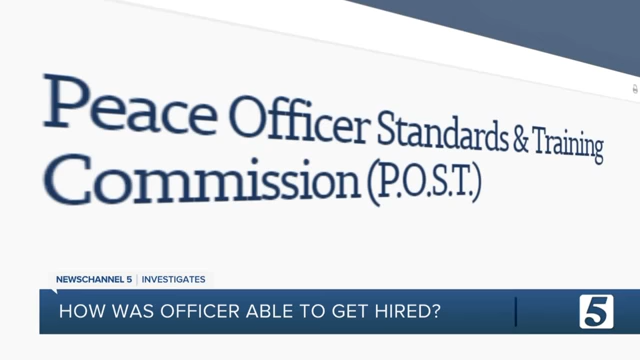 Peace Officer Standards & Training
Commission (P.O.S.T.)
NEWSCHANNEL 5 | INVESTIGATES
HOW WAS OFFICER ABLE TO GET HIRED?
5